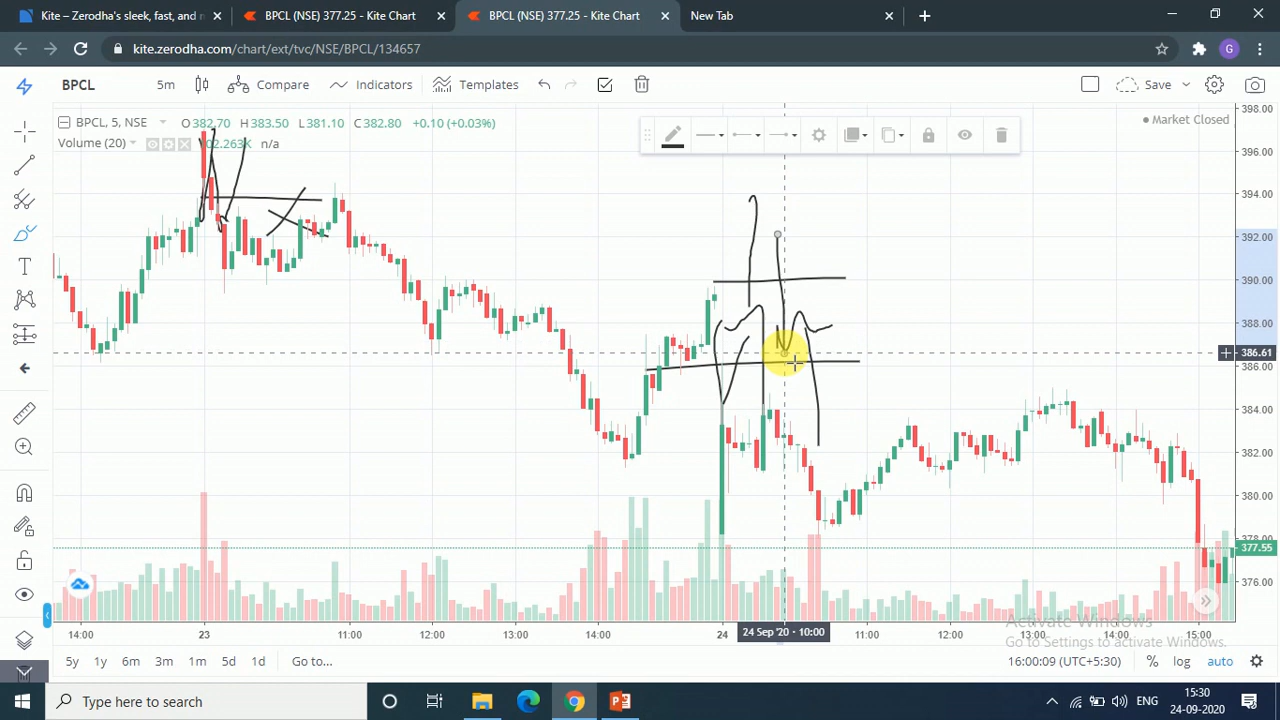 Kite – Zerodha's sleek, fast, and n
BPCL (NSE) 377.25 - Kite Chart
BPCL (NSE) 377.25 - Kite Chart
New Tab
kite.zerodha.com/chart/ext/tvc/NSE/BPCL/134657
G
BPCL
5m
Compare
Indicators
Templates
Save
BPCL, 5, NSE
O382.70 H383.50 L381.10 C382.80 +0.10 (+0.03%)
Volume (20)
02.263K n/a
Market Closed
398.00
396.00
394.00
392.00
390.00
388.00
386.61
386.00
384.00
382.00
380.00
378.00
377.55
376.00
14:00
23
11:00
12:00
13:00
14:00
24
24 Sep '20 · 10:00
11:00
12:00
13:00
14:00
15:00
Activate Windows
Go to Settings to activate Windows.
5y 1y 6m 3m 1m 5d 1d Go to...
16:00:09 (UTC+5:30)
% log auto
Type here to search
ENG
15:30
24-09-2020